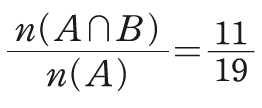 n(A∩B)/n(A) = 11/19